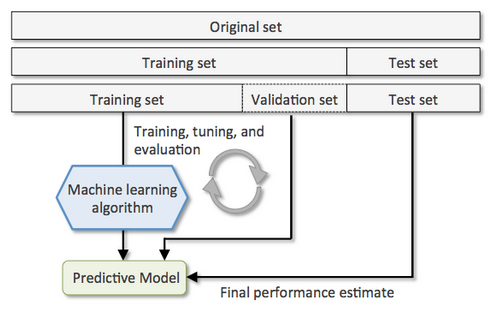 Original set
Training set Test set
Training set Validation set Test set
Training, tuning, and
evaluation
Machine learning
algorithm
Predictive Model
Final performance estimate